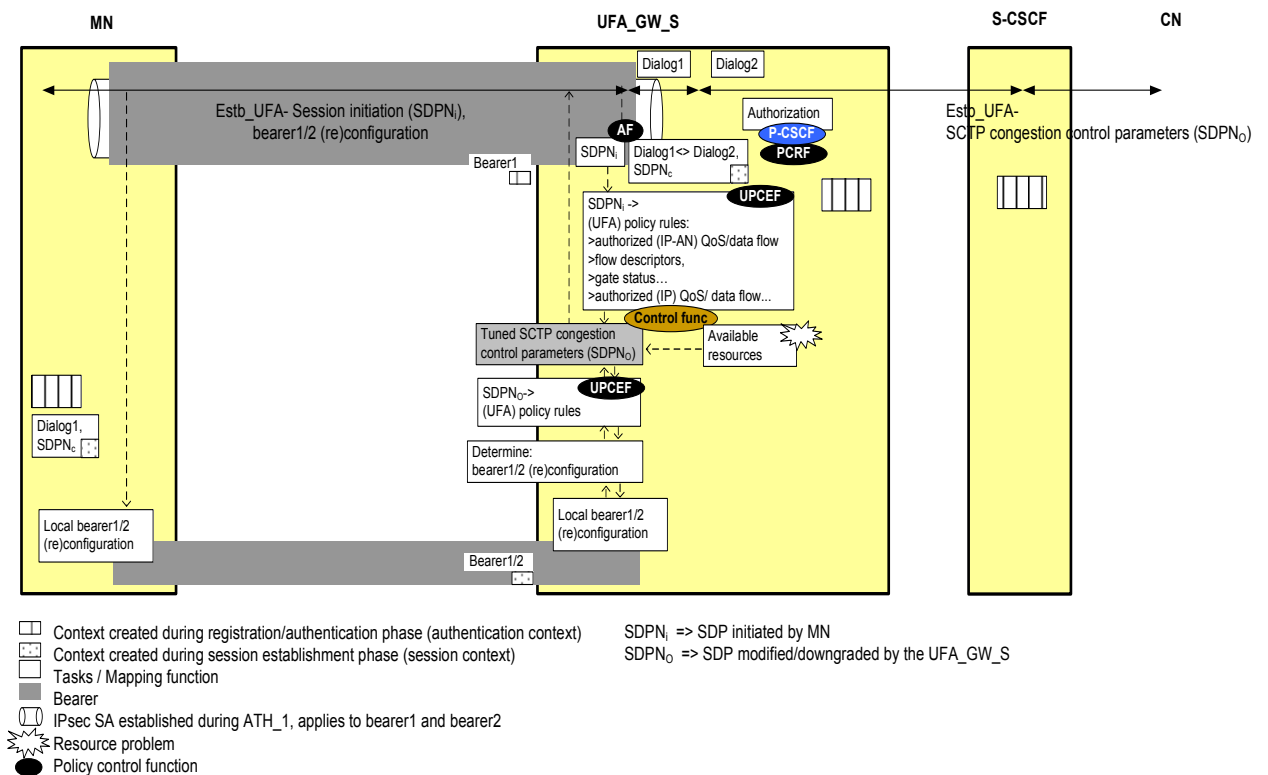 MN
UFA_GW_S
S-CSCF
CN
Dialog1
Dialog2
Estb_UFA- Session initiation (SDPNi),
bearer1/2 (re)configuration
Authorization
P-CSCF
PCRF
Estb_UFA-
SCTP congestion control parameters (SDPNO)
AF
SDPNi
Dialog1<> Dialog2,
SDPNc
Bearer1
UPCEF
SDPNi ->
(UFA) policy rules:
>authorized (IP-AN) QoS/data flow
>flow descriptors,
>gate status…
>authorized (IP) QoS/ data flow...
Control func
Tuned SCTP congestion
control parameters (SDPNO)
Available
resources
UPCEF
SDPNO->
(UFA) policy rules
Dialog1,
SDPNc
Determine:
bearer1/2 (re)configuration
Local bearer1/2
(re)configuration
Local bearer1/2
(re)configuration
Bearer1/2
Context created during registration/authentication phase (authentication context)
Context created during session establishment phase (session context)
Tasks / Mapping function
Bearer
IPsec SA established during ATH_1, applies to bearer1 and bearer2
Resource problem
Policy control function
SDPNi => SDP initiated by MN
SDPNO => SDP modified/downgraded by the UFA_GW_S